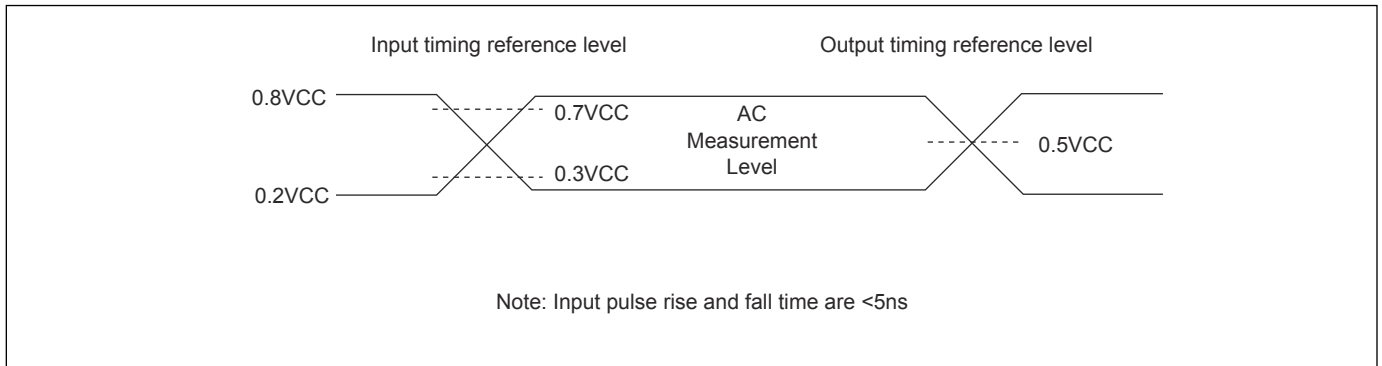 Input timing reference level
Output timing reference level
0.8VCC
0.7VCC
AC
Measurement
Level
0.5VCC
0.3VCC
0.2VCC
Note: Input pulse rise and fall time are <5ns